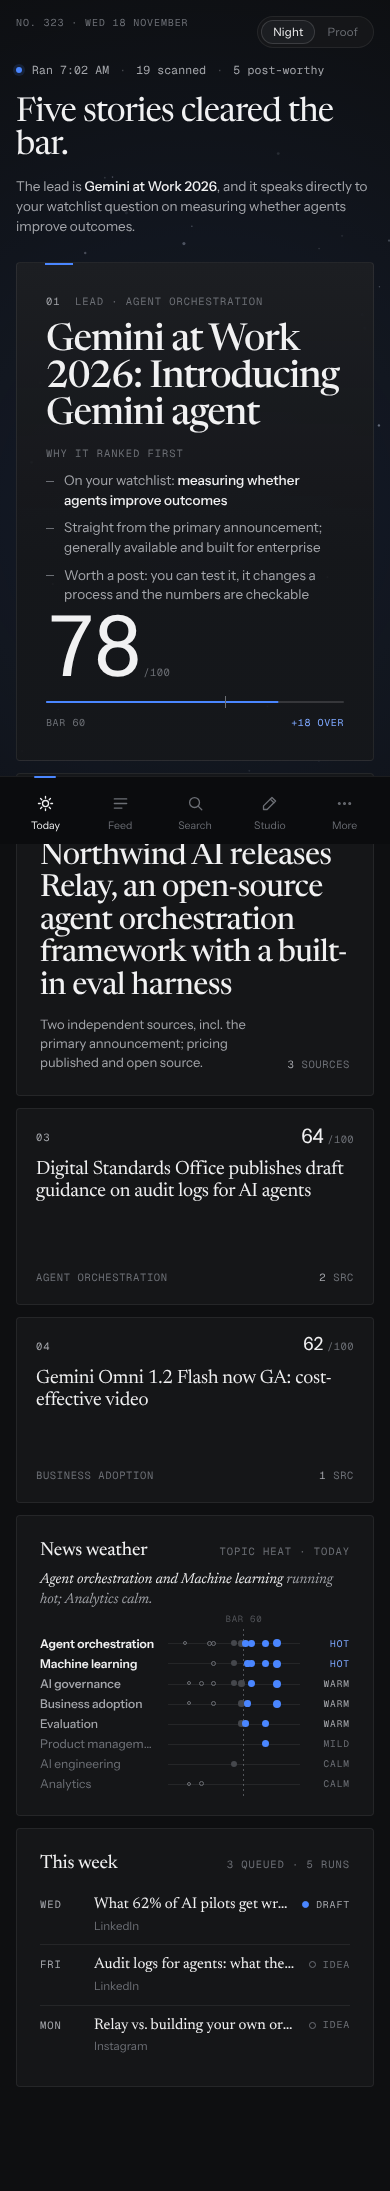 NO. 323 · WED 18 NOVEMBER
Night
Proof
Ran 7:02 AM · 19 scanned · 5 post-worthy
Five stories cleared the
bar.
The lead is Gemini at Work 2026, and it speaks directly to
your watchlist question on measuring whether agents
improve outcomes.
01 LEAD · AGENT ORCHESTRATION
Gemini at Work
2026: Introducing
Gemini agent
WHY IT RANKED FIRST
— On your watchlist: measuring whether
agents improve outcomes
— Straight from the primary announcement;
generally available and built for enterprise
— Worth a post: you can test it, it changes a
process and the numbers are checkable
78 /100
BAR 60
+18 OVER
Today
Feed
Search
Studio
More
Northwind AI releases
Relay, an open-source
agent orchestration
framework with a built-
in eval harness
Two independent sources, incl. the
primary announcement; pricing
published and open source.
3 SOURCES
03
64 /100
Digital Standards Office publishes draft
guidance on audit logs for AI agents
AGENT ORCHESTRATION
2 SRC
04
62 /100
Gemini Omni 1.2 Flash now GA: cost-
effective video
BUSINESS ADOPTION
1 SRC
News weather
TOPIC HEAT · TODAY
Agent orchestration and Machine learning running
hot; Analytics calm.
BAR 60
Agent orchestration HOT
Machine learning HOT
AI governance WARM
Business adoption WARM
Evaluation WARM
Product managem... MILD
AI engineering CALM
Analytics CALM
This week
3 QUEUED · 5 RUNS
WED What 62% of AI pilots get wr... DRAFT
LinkedIn
FRI Audit logs for agents: what the... IDEA
LinkedIn
MON Relay vs. building your own or... IDEA
Instagram